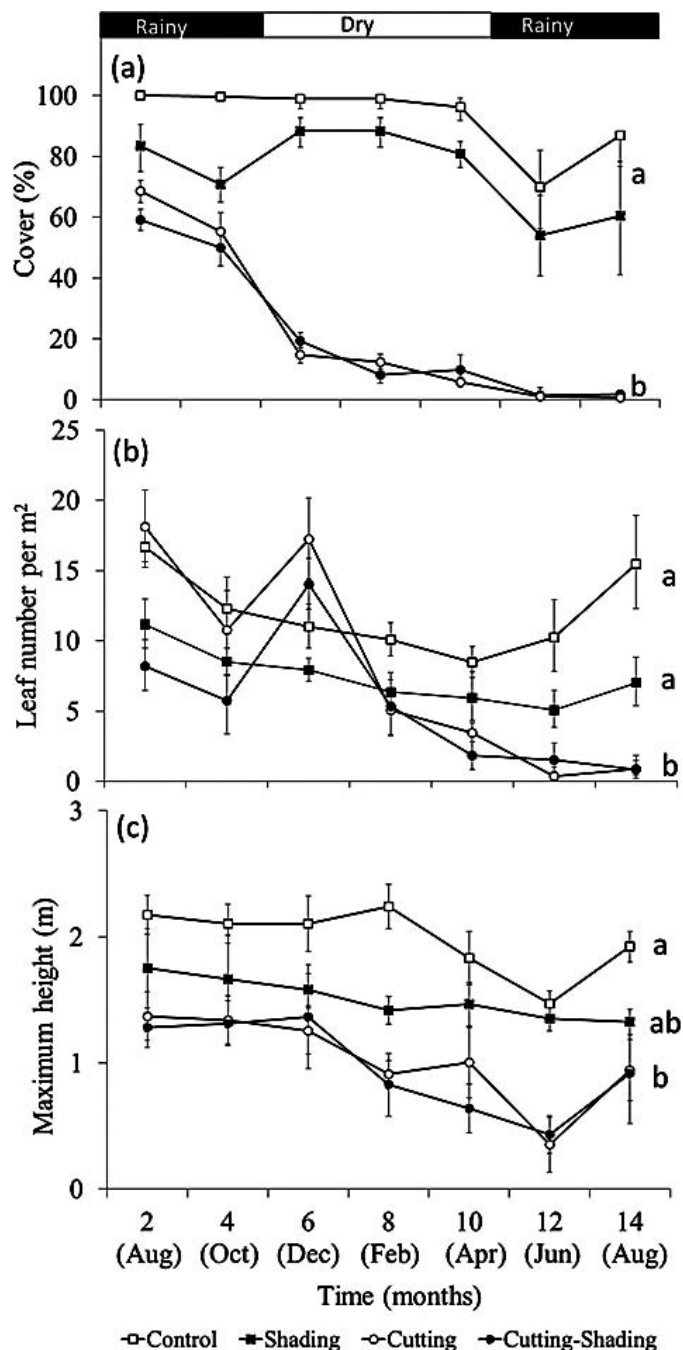 Rainy Dry Rainy
(a)
100
80
60
40
20
0
Cover (%)
a
b
(b)
25
20
15
10
5
0
Leaf number per m²
a
a
b
(c)
3
2
1
0
Maximum height (m)
a
ab
b
2 4 6 8 10 12 14
(Aug) (Oct) (Dec) (Feb) (Apr) (Jun) (Aug)
Time (months)
Control Shading Cutting Cutting-Shading